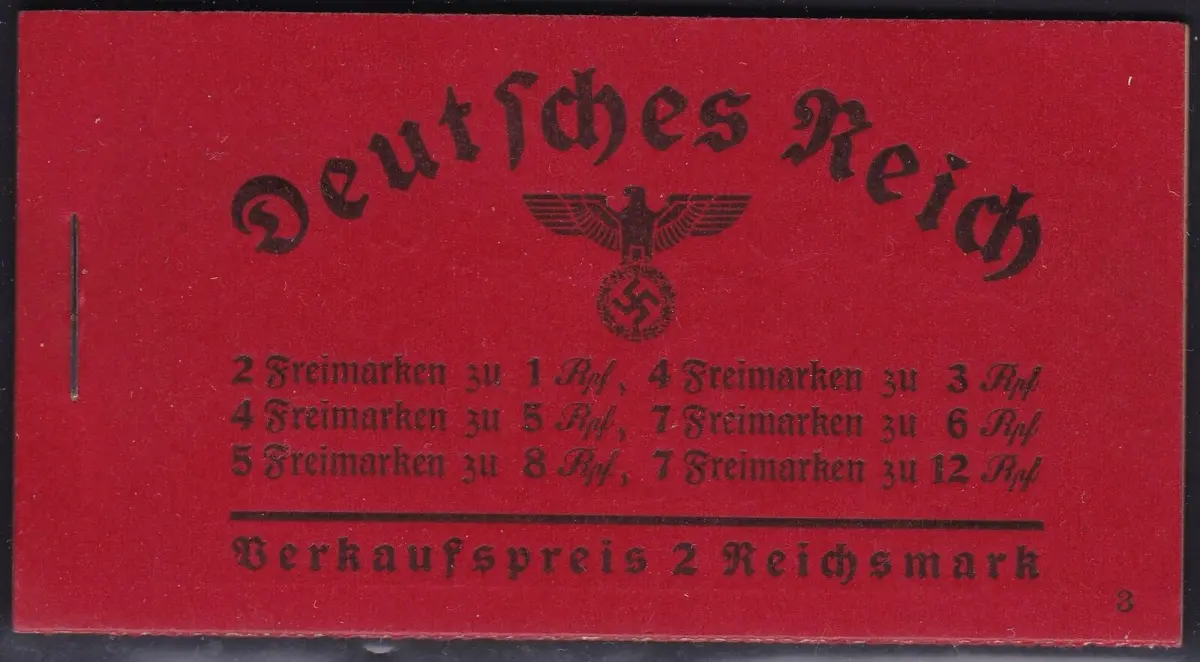 Deutsches Reich
2 Freimarken zu 1 Rpf, 4 Freimarken zu 3 Rpf
4 Freimarken zu 5 Rpf, 7 Freimarken zu 6 Rpf
5 Freimarken zu 8 Rpf, 7 Freimarken zu 12 Rpf
Verkaufspreis 2 Reichsmark
3